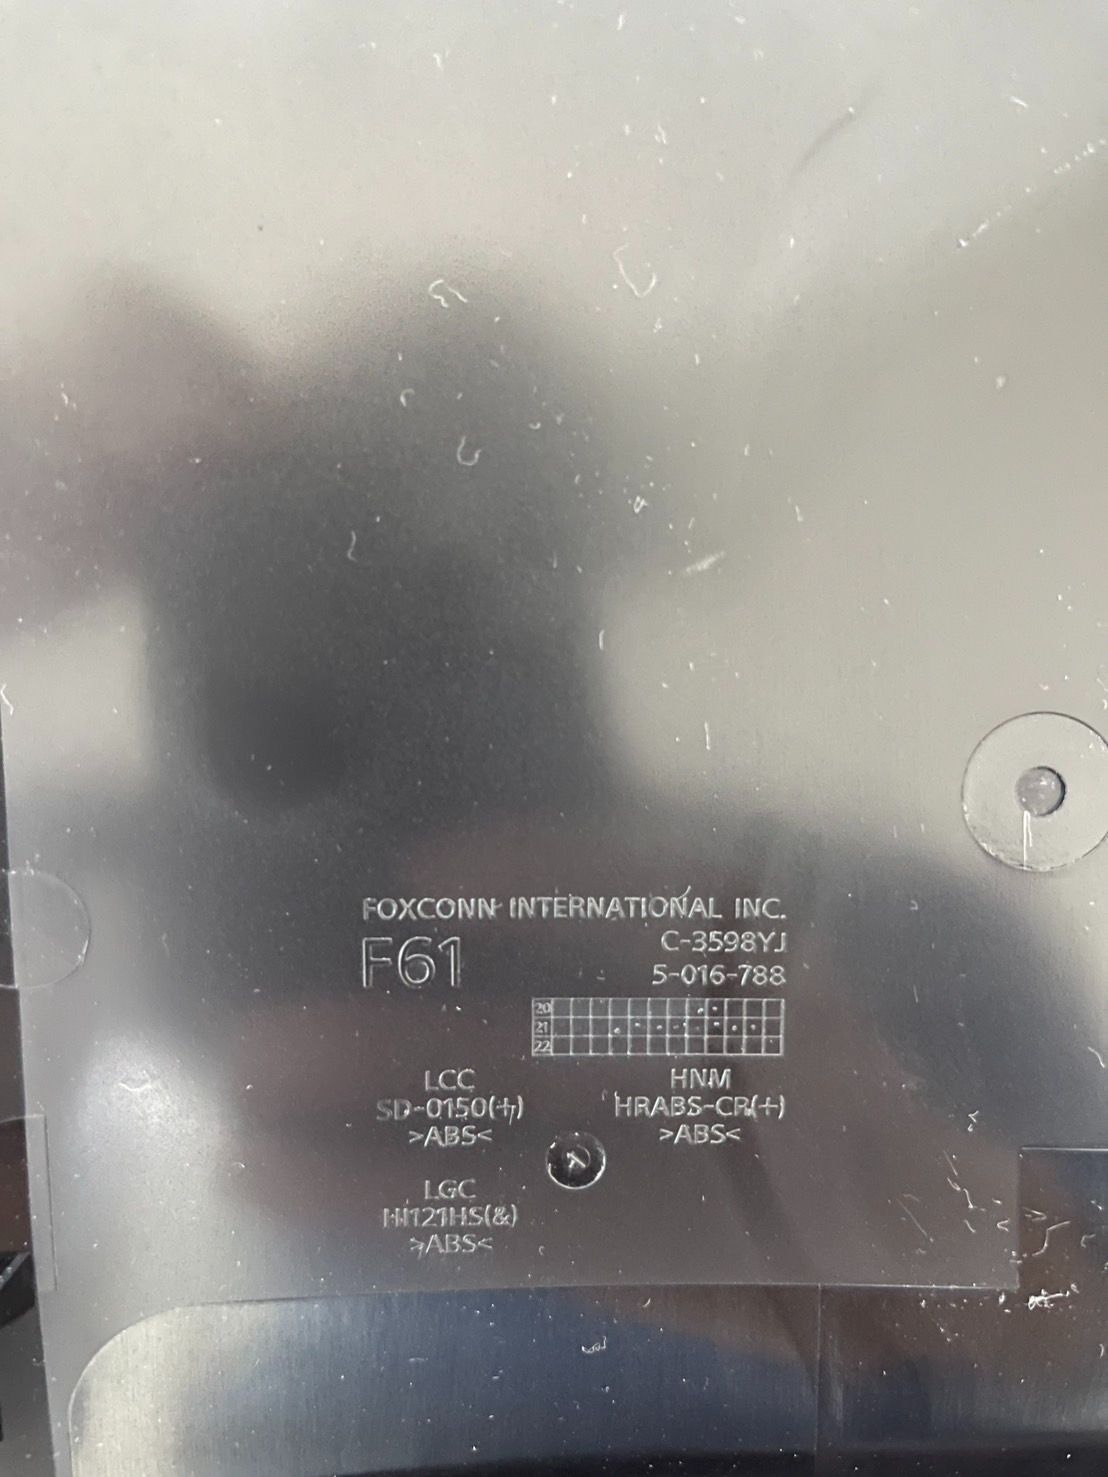 FOXCONN INTERNATIONAL INC.
F61
C-3598YJ
5-016-788
20
21
22
LCC
SD-0150(+)
>ABS<
HNM
HRABS-CR(+)
>ABS<
LGC
HI121HS(&)
>ABS<